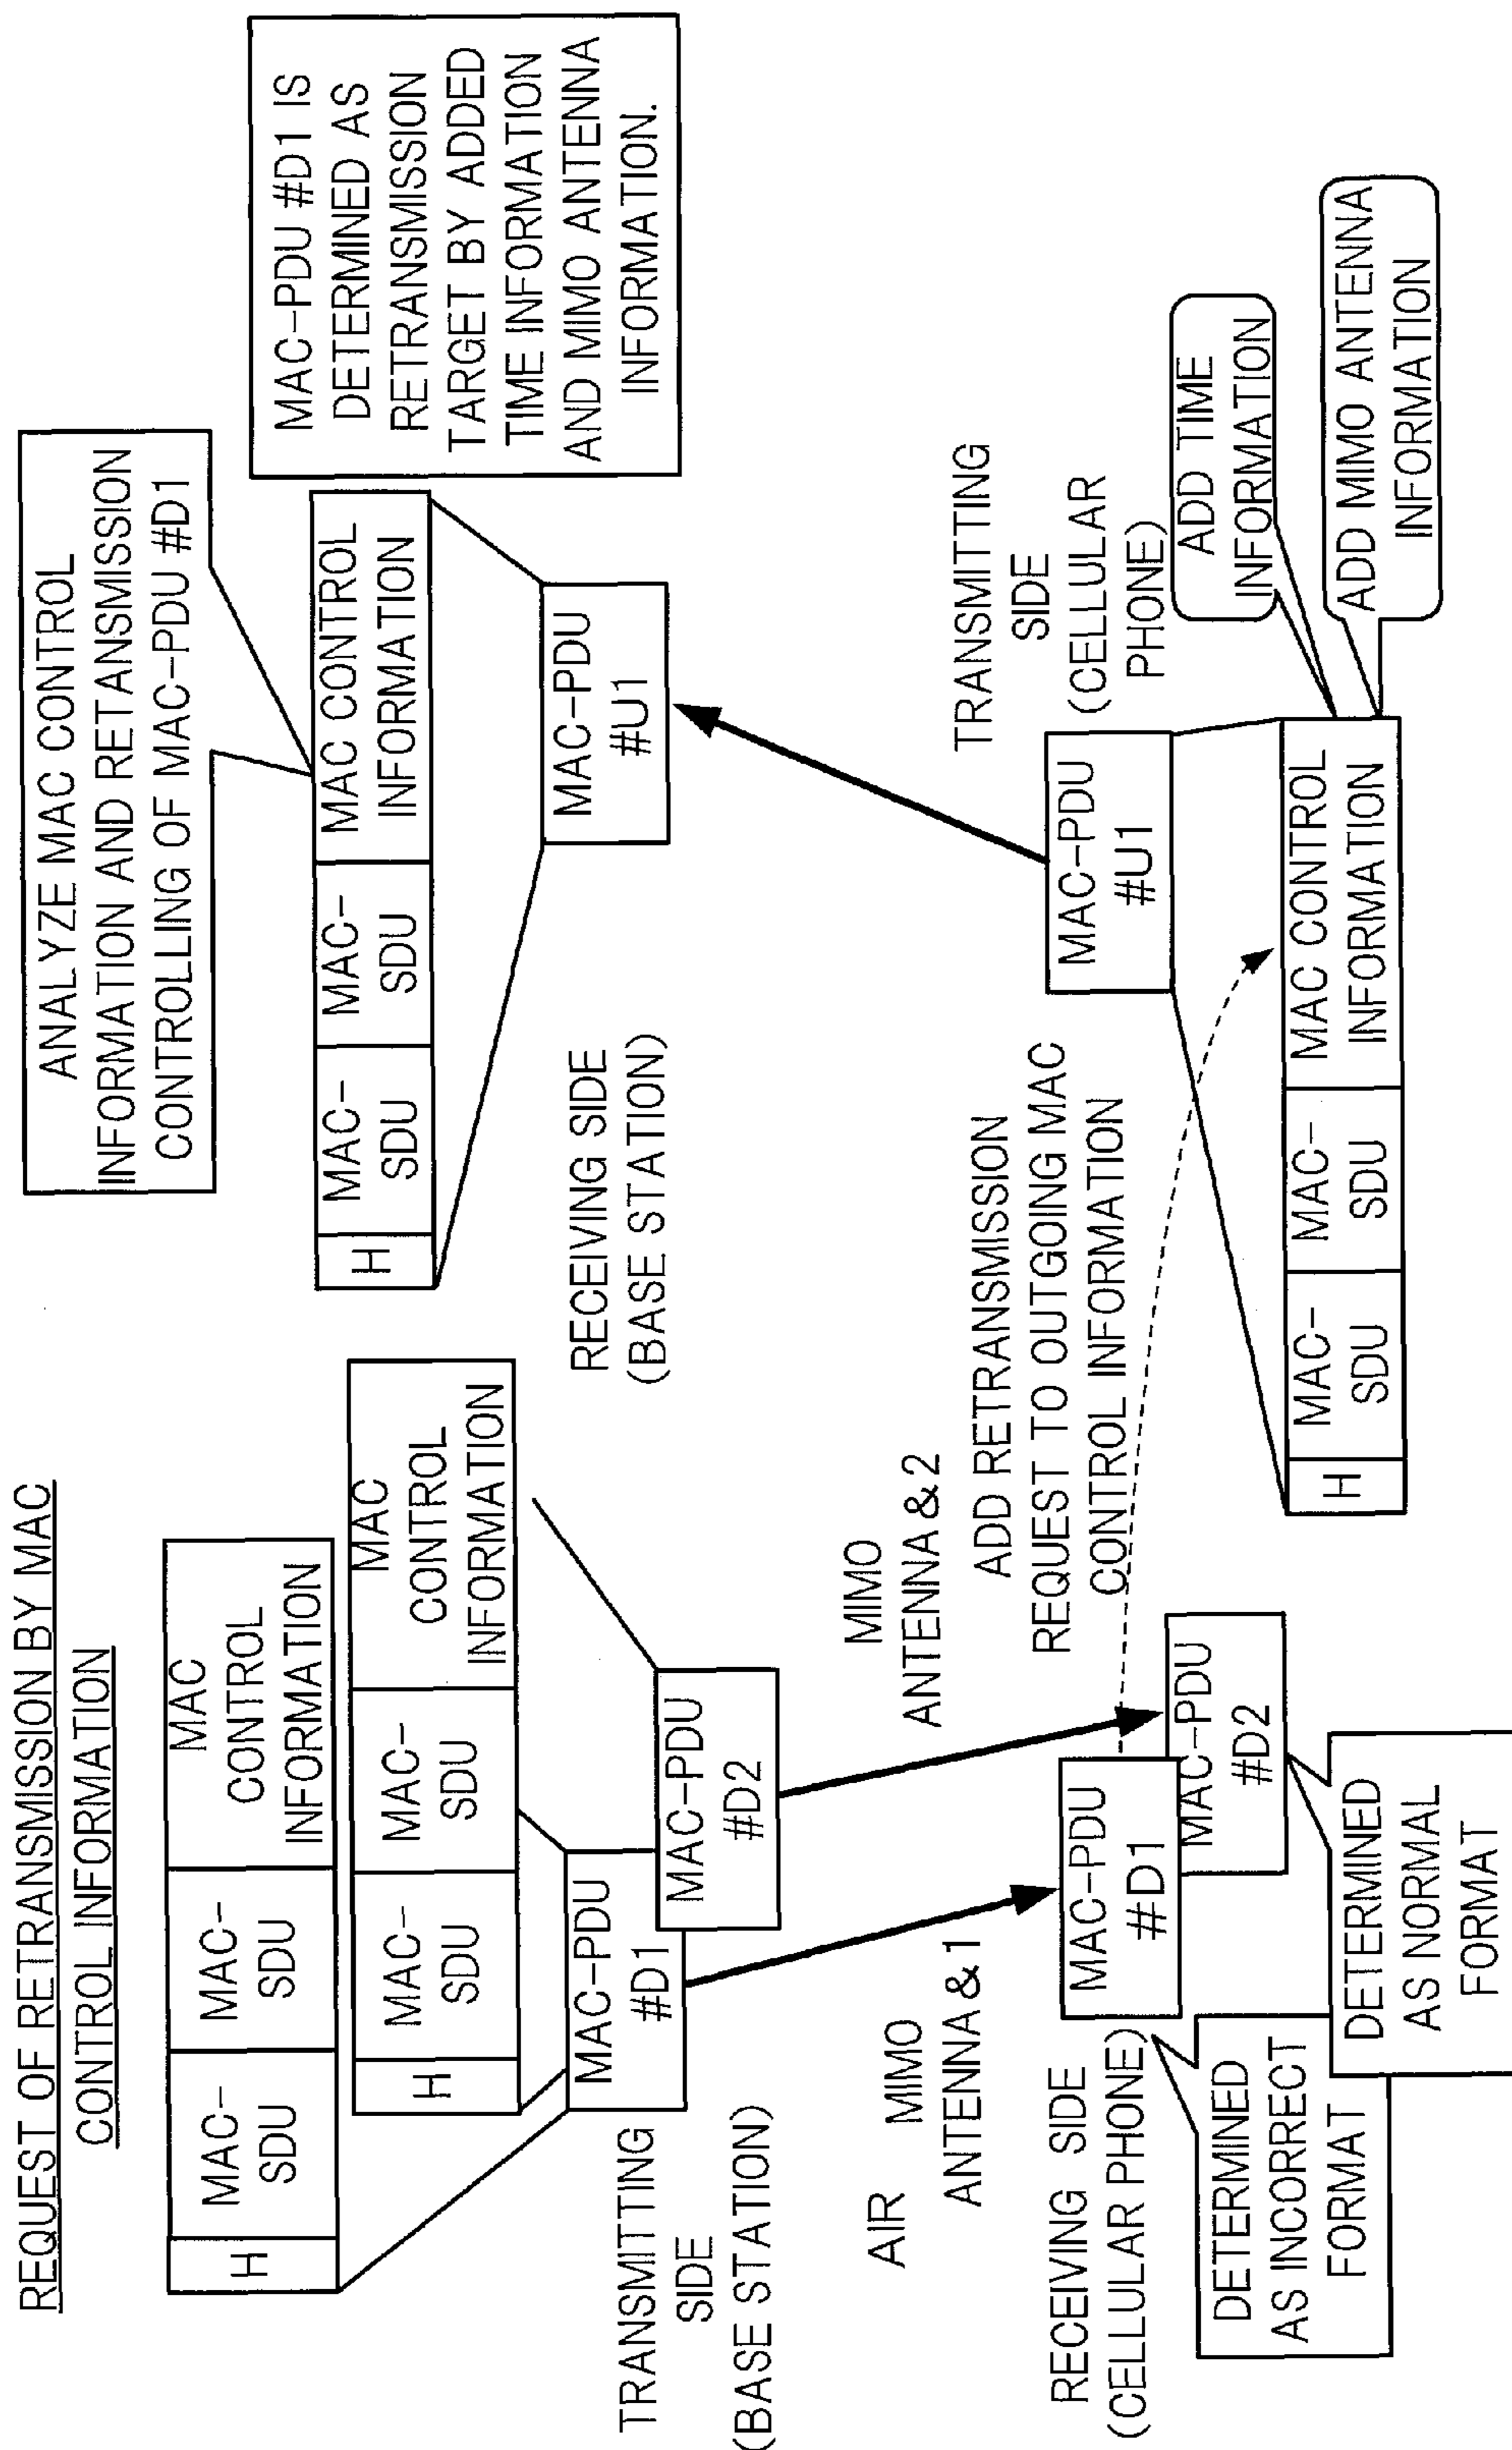 REQUEST OF RETRANSMISSION BY MAC
CONTROL INFORMATION
H
MAC-
SDU
MAC-
SDU
MAC
CONTROL
INFORMATION
H
MAC-
SDU
MAC-
SDU
MAC
CONTROL
INFORMATION
MAC-PDU
#D1
MAC-PDU
#D2
TRANSMITTING
SIDE
(BASE STATION)
AIR
MIMO
ANTENNA&1
MIMO
ANTENNA&2
RECEIVING SIDE
(CELLULAR PHONE)
MAC-PDU
#D1
MAC-PDU
#D2
DETERMINED
AS INCORRECT
FORMAT
DETERMINED
AS NORMAL
FORMAT
ADD RETRANSMISSION
REQUEST TO OUTGOING MAC
CONTROL INFORMATION
ANALYZE MAC CONTROL
INFORMATION AND RETANSMISSION
CONTROLLING OF MAC-PDU #D1
H
MAC-
SDU
MAC-
SDU
MAC CONTROL
INFORMATION
MAC-PDU
#U1
RECEIVING SIDE
(BASE STATION)
MAC-PDU #D1 IS
DETERMINED AS
RETRANSMISSION
TARGET BY ADDED
TIME INFORMATION
AND MIMO ANTENNA
INFORMATION.
TRANSMITTING
SIDE
(CELLULAR
PHONE)
MAC-PDU
#U1
H
MAC-
SDU
MAC-
SDU
MAC CONTROL
INFORMATION
ADD TIME
INFORMATION
ADD MIMO ANTENNA
INFORMATION